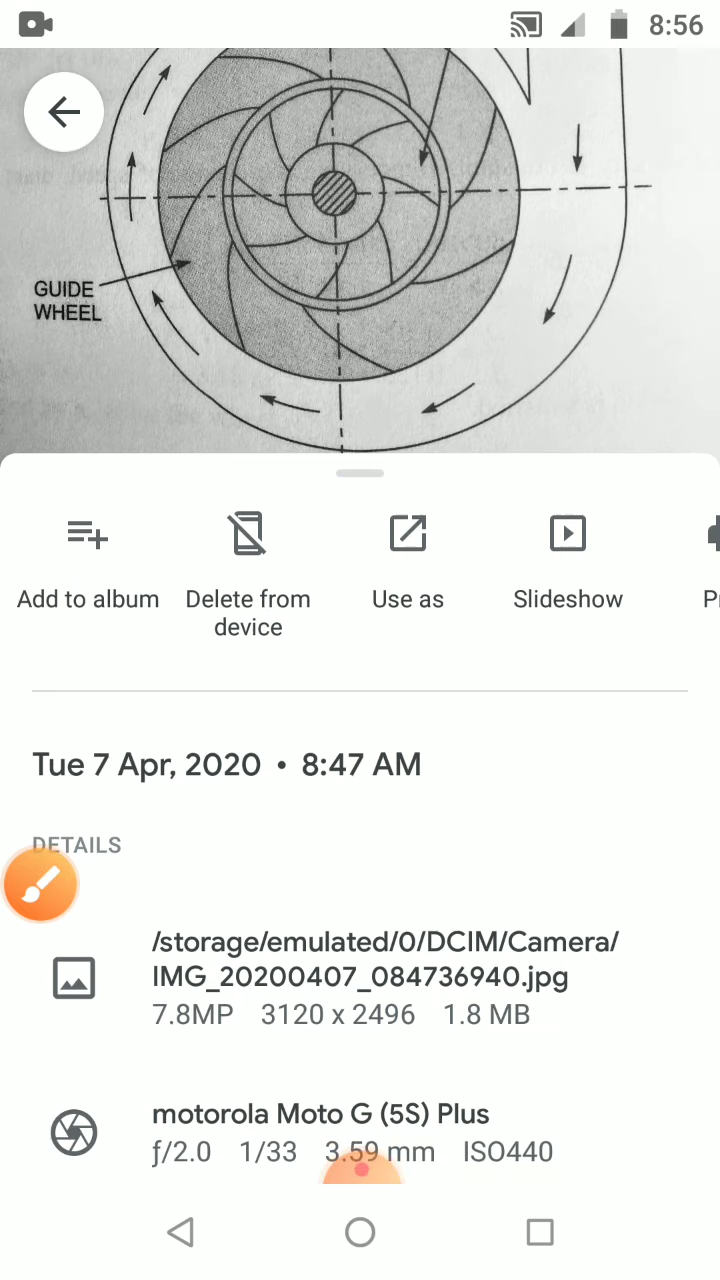 8:56
GUIDE
WHEEL
Add to album
Delete from
device
Use as
Slideshow
Tue 7 Apr, 2020 • 8:47 AM
DETAILS
/storage/emulated/0/DCIM/Camera/
IMG_20200407_084736940.jpg
7.8MP 3120 x 2496 1.8 MB
motorola Moto G (5S) Plus
ƒ/2.0 1/33 3.59 mm ISO440